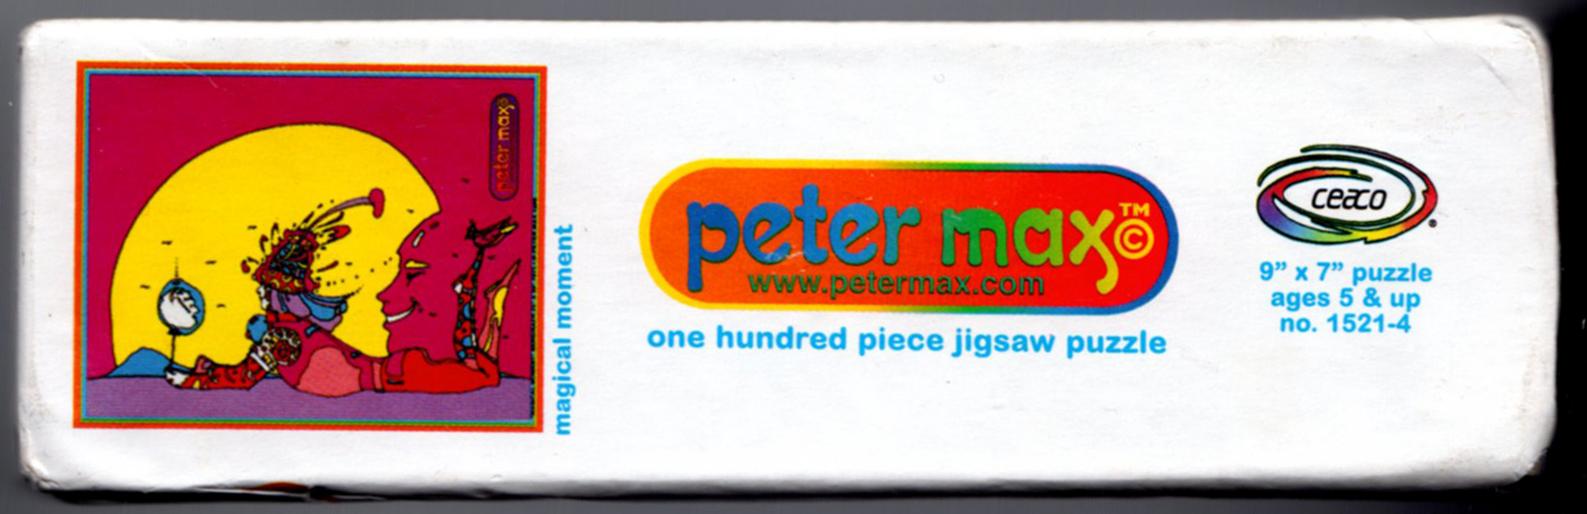 peter max©
magical moment
peter max™©
www.petermax.com
one hundred piece jigsaw puzzle
ceaco®
9” x 7” puzzle
ages 5 & up
no. 1521-4